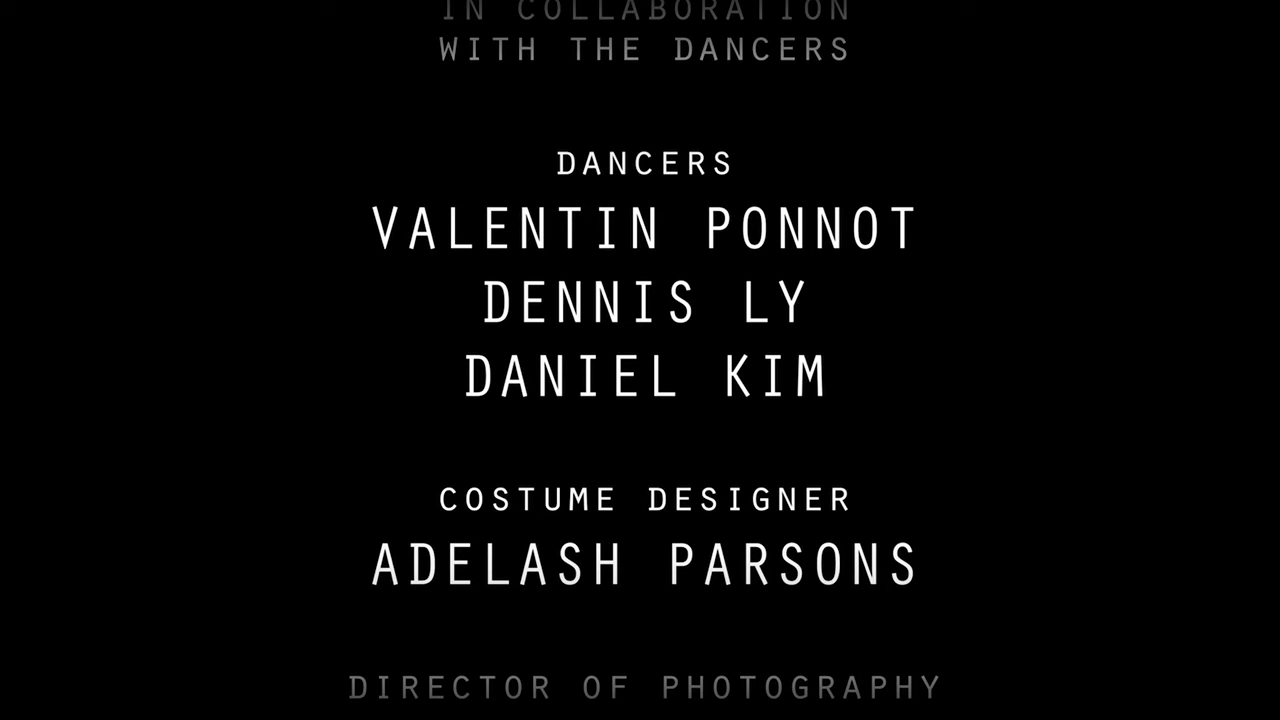 IN COLLABORATION
WITH THE DANCERS
DANCERS
VALENTIN PONNOT
DENNIS LY
DANIEL KIM
COSTUME DESIGNER
ADELASH PARSONS
DIRECTOR OF PHOTOGRAPHY